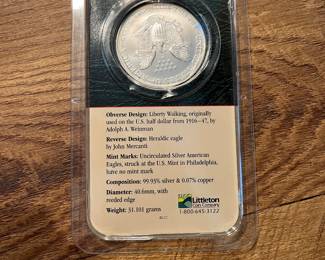 Obverse Design: Liberty Walking, originally
used on the U.S. half dollar from 1916–47, by
Adolph A. Weinman
Reverse Design: Heraldic eagle
by John Mercanti
Mint Marks: Uncirculated Silver American
Eagles, struck at the U.S. Mint in Philadelphia,
have no mint mark
Composition: 99.93% silver & 0.07% copper
Diameter: 40.6mm, with
reeded edge
Weight: 31.101 grams
Littleton
Coin Company
1-800-645-3122